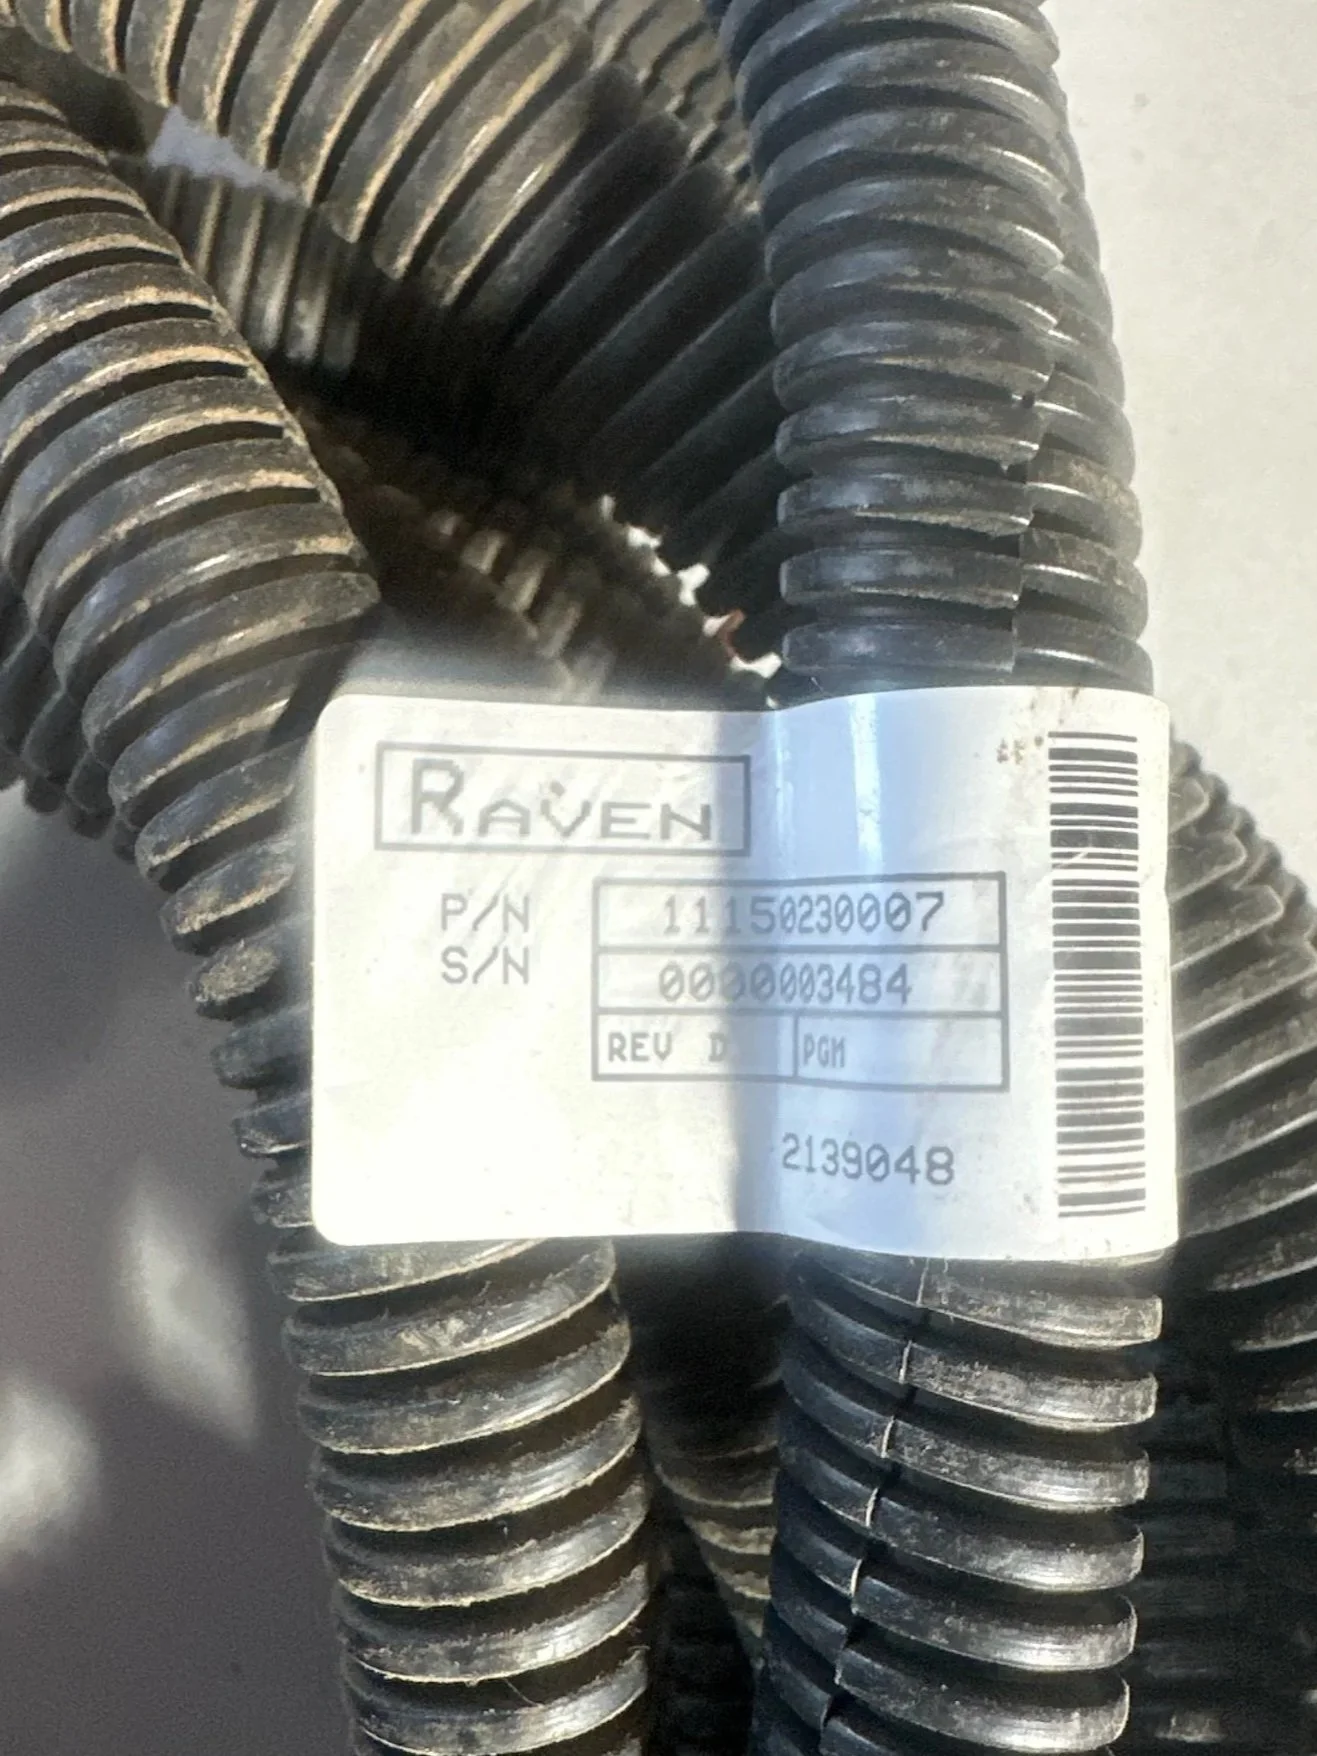 RAVEN
P/N 11150230007
S/N 0000003484
REV D PGM
2139048